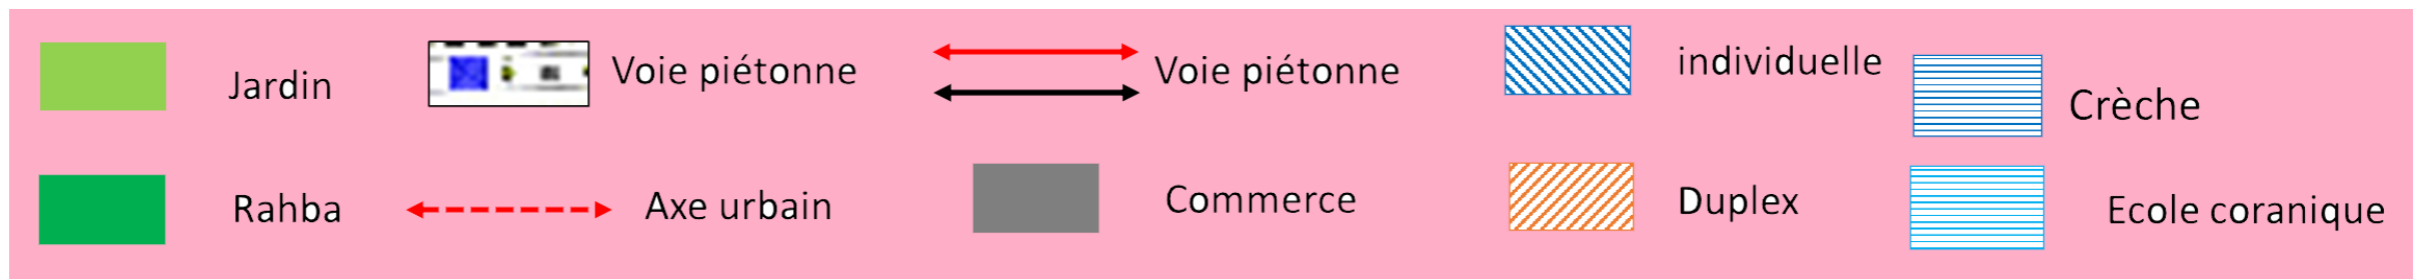 Jardin
Voie piétonne
Voie piétonne
individuelle
Crèche
Rahba
Axe urbain
Commerce
Duplex
Ecole coranique